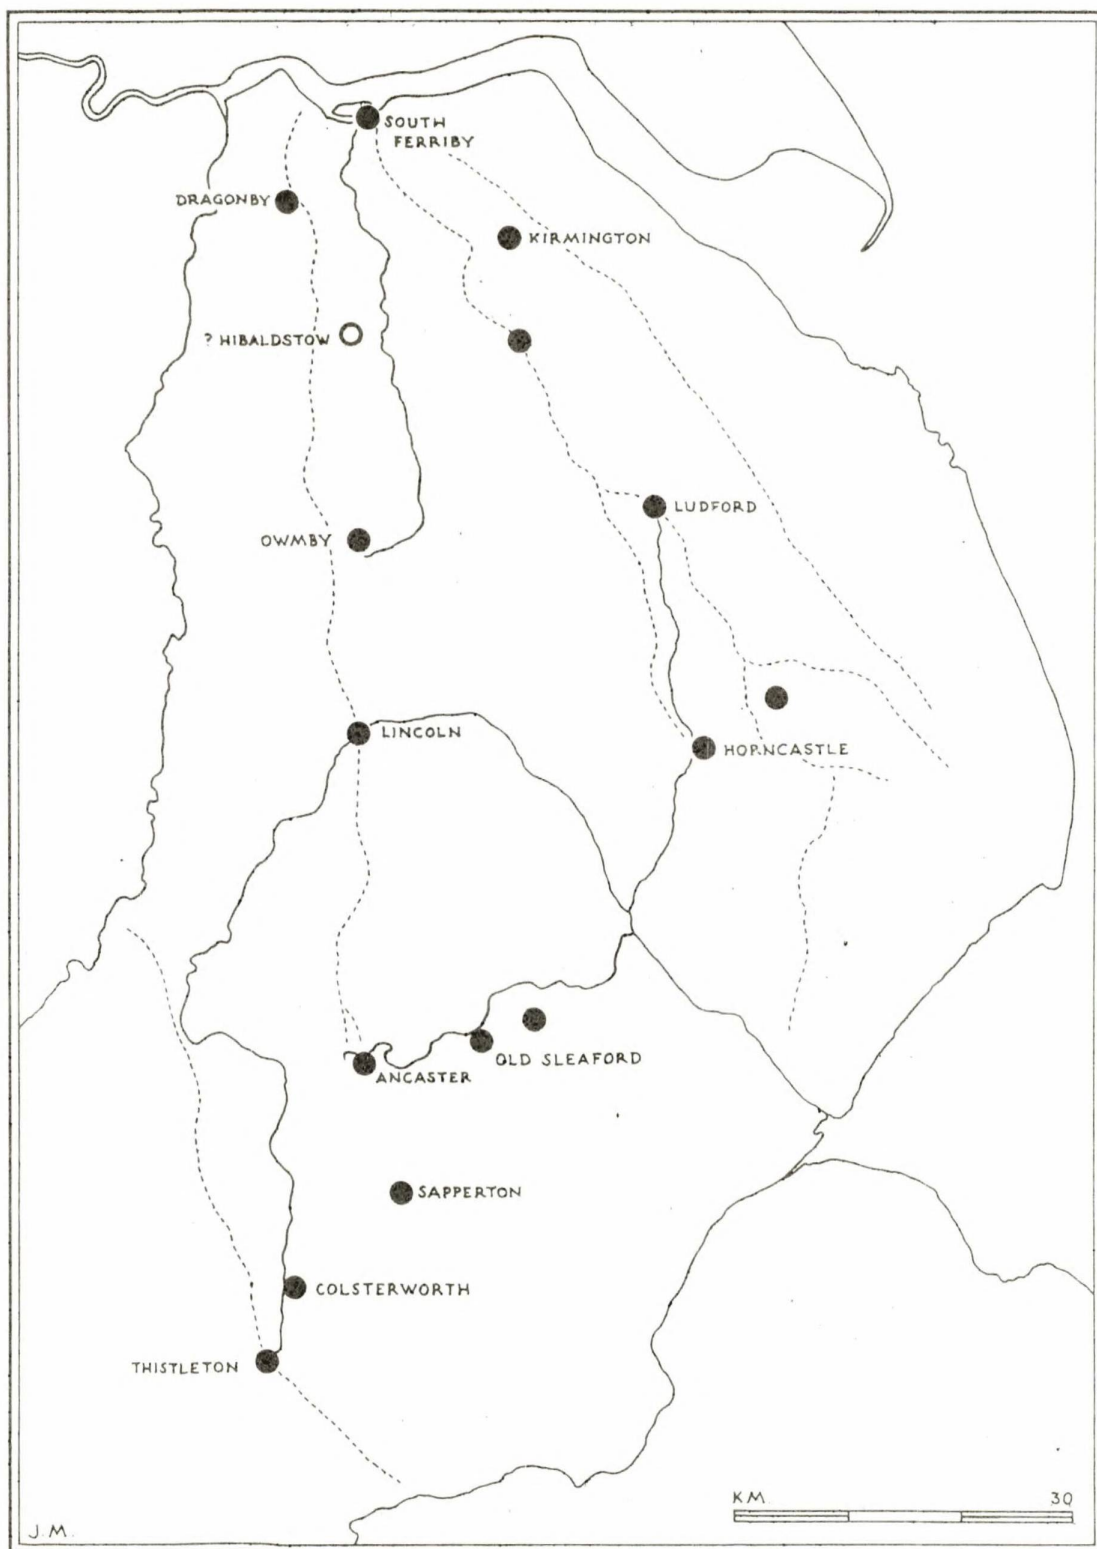 SOUTH
FERRIBY
DRAGONBY
KIRMINGTON
? HIBALDSTOW
LUDFORD
OWMBY
LINCOLN
HORNCASTLE
OLD SLEAFORD
ANCASTER
SAPPERTON
COLSTERWORTH
THISTLETON
KM 30
J.M.